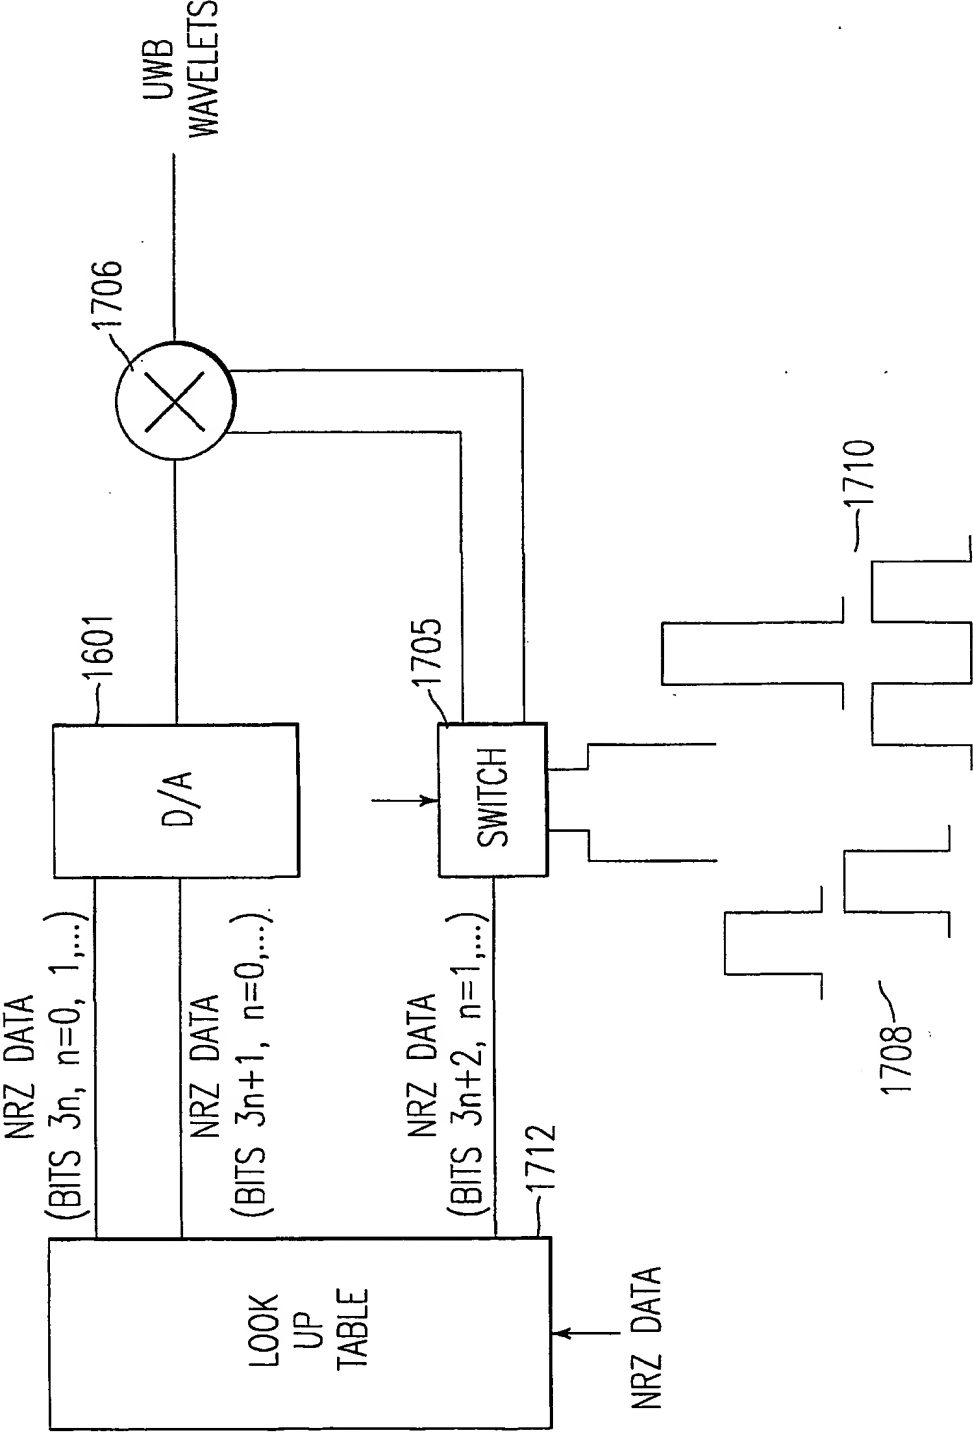 NRZ DATA
(BITS 3n, n=0, 1,...)
NRZ DATA
(BITS 3n+1, n=0,...)
NRZ DATA
(BITS 3n+2, n=1,...)
LOOK
UP
TABLE
1712
NRZ DATA
D/A
1601
SWITCH
1705
1706
UWB
WAVELETS
1708
1710